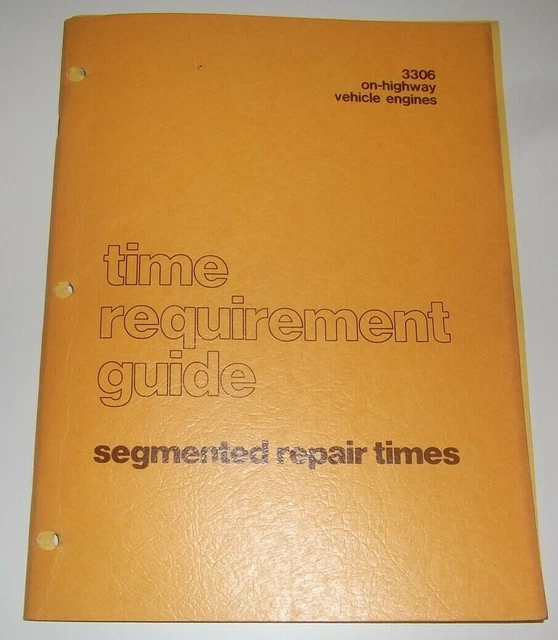 3306
on-highway
vehicle engines
time
requirement
guide
segmented repair times